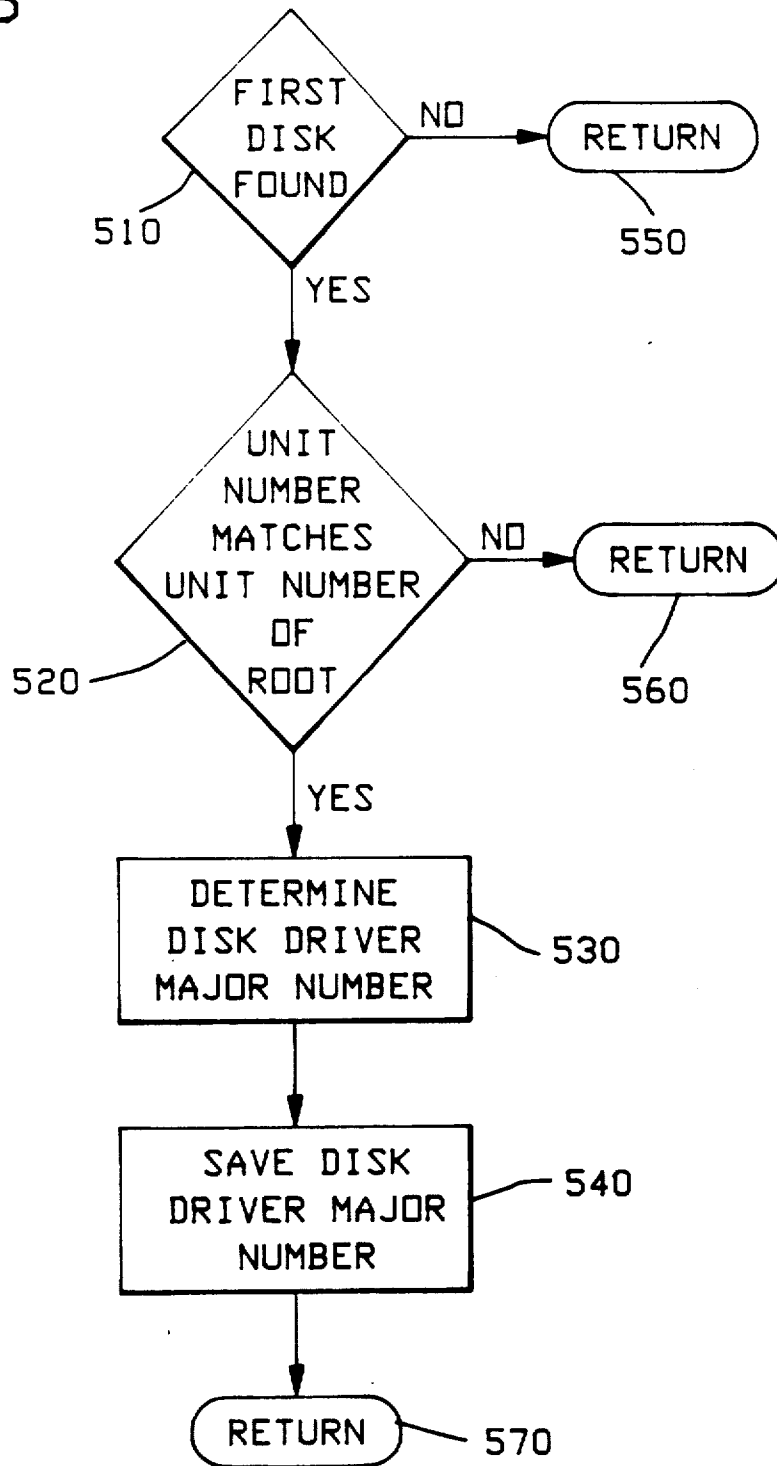 FIRST
DISK
FOUND
NO
RETURN
510
550
YES
UNIT
NUMBER
MATCHES
UNIT NUMBER
OF
ROOT
NO
RETURN
520
560
YES
DETERMINE
DISK DRIVER
MAJOR NUMBER
530
SAVE DISK
DRIVER MAJOR
NUMBER
540
RETURN
570